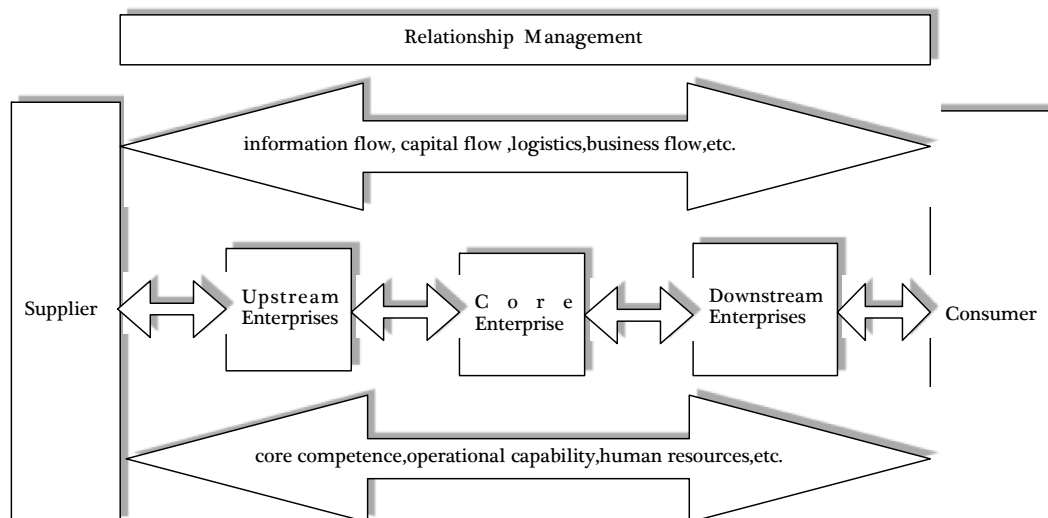 Relationship Management
information flow, capital flow ,logistics,business flow,etc.
Supplier
Upstream
Enterprises
Core
Enterprise
Downstream
Enterprises
Consumer
core competence,operational capability,human resources,etc.